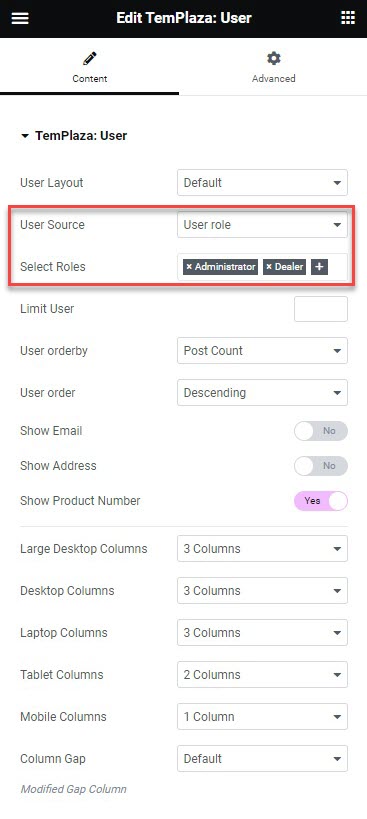 Edit TemPlaza: User
Content Advanced
TemPlaza: User
User Layout Default
User Source User role
Select Roles × Administrator × Dealer +
Limit User
User orderby Post Count
User order Descending
Show Email No
Show Address No
Show Product Number Yes
Large Desktop Columns 3 Columns
Desktop Columns 3 Columns
Laptop Columns 3 Columns
Tablet Columns 2 Columns
Mobile Columns 1 Column
Column Gap Default
Modified Gap Column